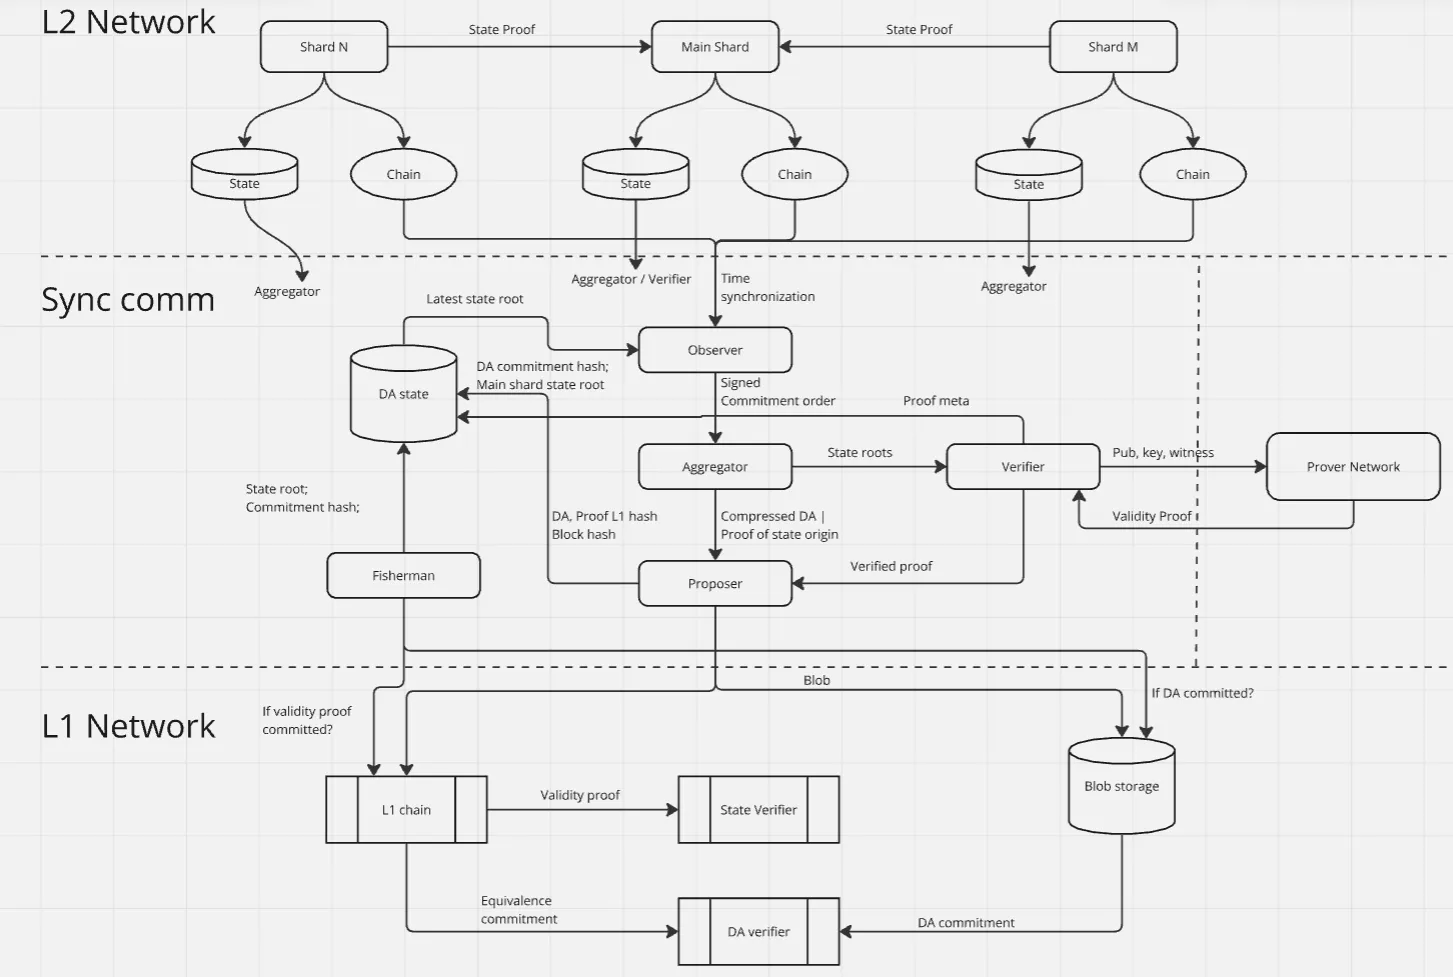 L2 Network
Shard N
State Proof
Main Shard
State Proof
Shard M
State
Chain
State
Chain
State
Chain
Aggregator
Aggregator / Verifier
Time
synchronization
Aggregator
Sync comm
Latest state root
Observer
DA state
DA commitment hash;
Main shard state root
Signed
Commitment order
Proof meta
Aggregator
State roots
Verifier
Pub, key, witness
Prover Network
State root;
Commitment hash;
DA, Proof L1 hash
Block hash
Compressed DA |
Proof of state origin
Validity Proof
Fisherman
Proposer
Verified proof
Blob
If DA committed?
L1 Network
If validity proof
committed?
L1 chain
Validity proof
State Verifier
Blob storage
Equivalence
commitment
DA verifier
DA commitment